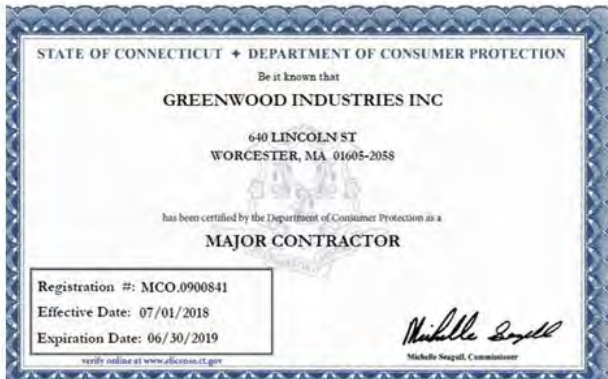 STATE OF CONNECTICUT + DEPARTMENT OF CONSUMER PROTECTION
Be it known that
GREENWOOD INDUSTRIES INC
640 LINCOLN ST
WORCESTER, MA 01605-2058
has been certified by the Department of Consumer Protection as a
MAJOR CONTRACTOR
Registration #: MCO.0900841
Effective Date: 07/01/2018
Expiration Date: 06/30/2019
verify online at www.elicense.ct.gov
Michelle Seagull
Michelle Seagull, Commissioner